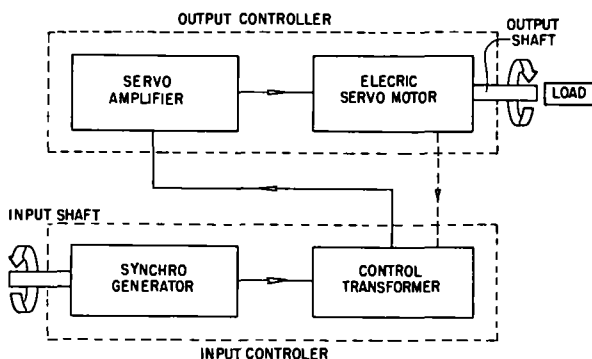 OUTPUT CONTROLLER
OUTPUT
SHAFT
SERVO
AMPLIFIER
ELECRIC
SERVO MOTOR
LOAD
INPUT SHAFT
SYNCHRO
GENERATOR
CONTROL
TRANSFORMER
INPUT CONTROLER